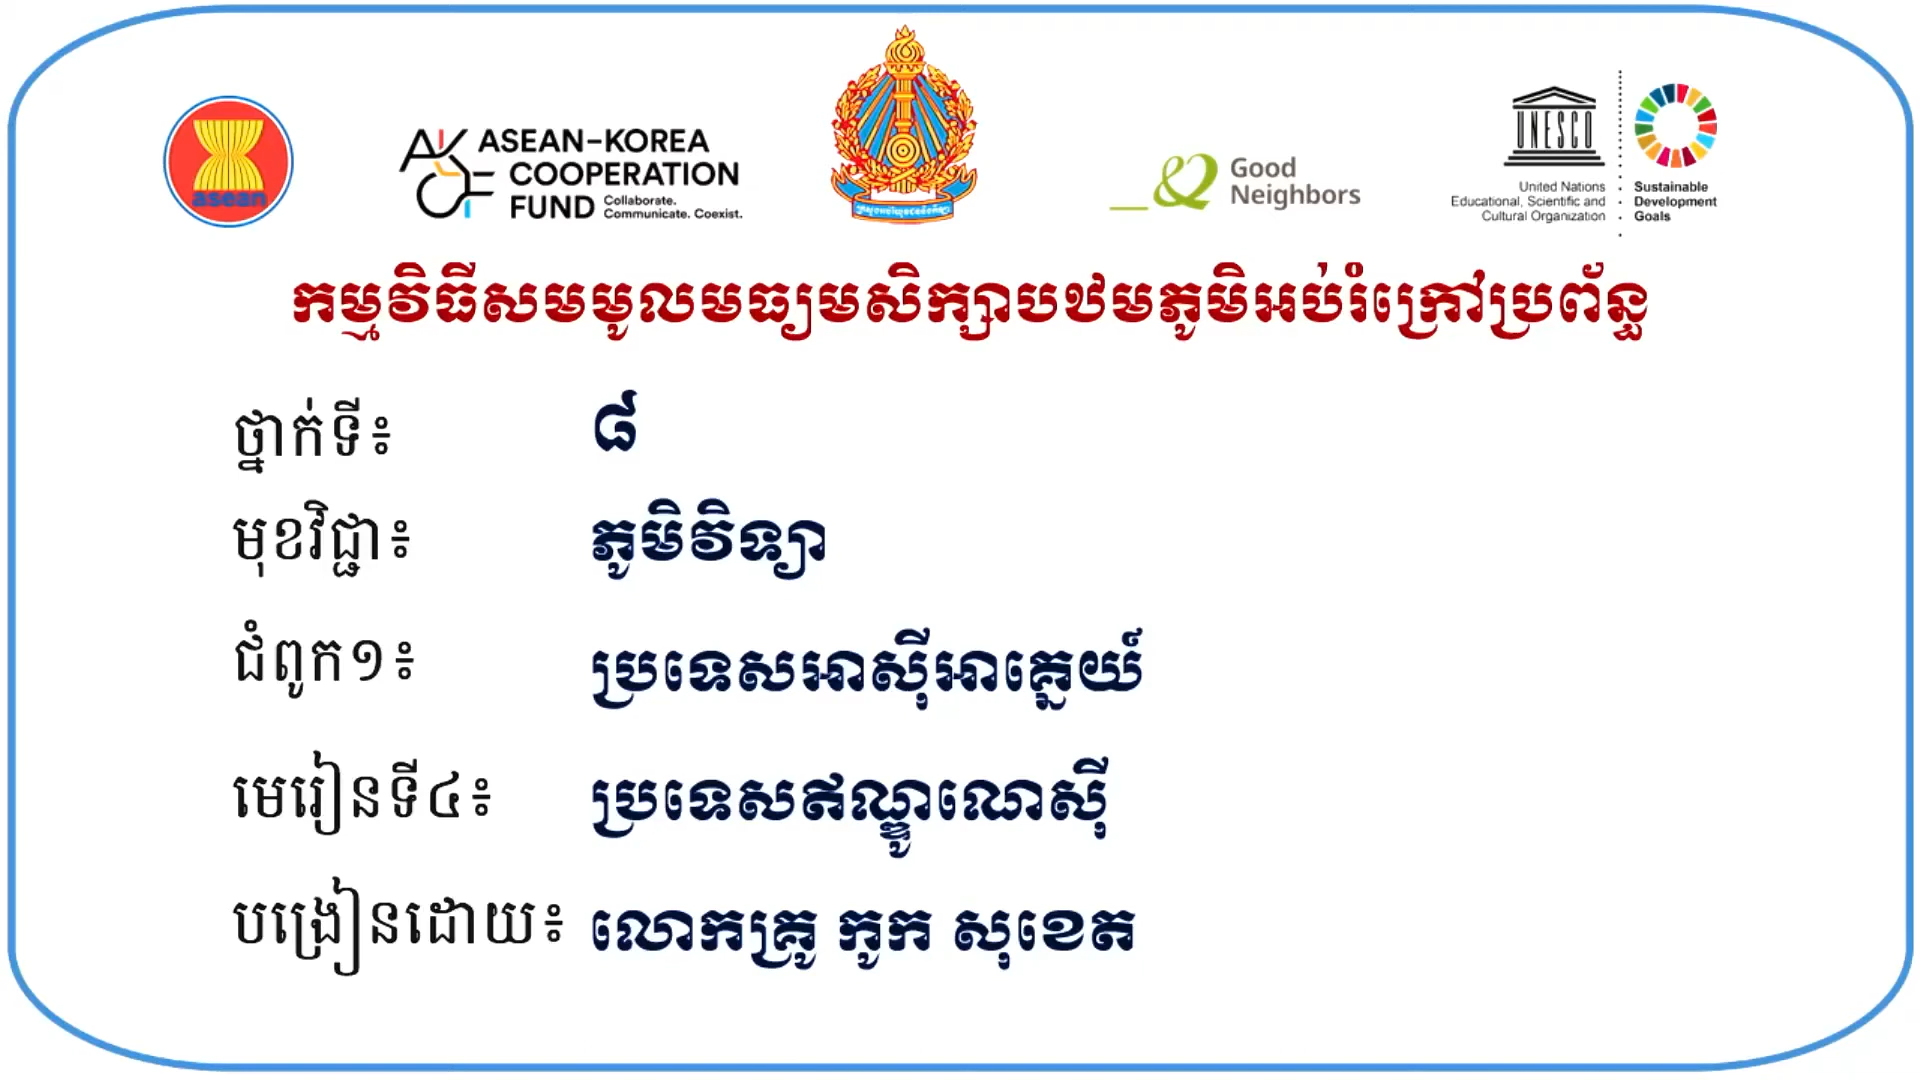 asean
ASEAN-KOREA
COOPERATION
FUND Collaborate.
Communicate. Coexist.
Good
Neighbors
UNESCO
United Nations
Educational, Scientific and
Cultural Organization
Sustainable
Development
Goals
កម្មវិធីសមមូលមធ្យមសិក្សាបឋមភូមិអប់រំក្រៅប្រព័ន្ធ
ថ្នាក់ទី៖ ៨
មុខវិជ្ជា៖ ភូមិវិទ្យា
ជំពូក១៖ ប្រទេសអាស៊ីអាគ្នេយ៍
មេរៀនទី៤៖ ប្រទេសឥណ្ឌូណេស៊ី
បង្រៀនដោយ៖ លោកគ្រូ កូក សុខេត